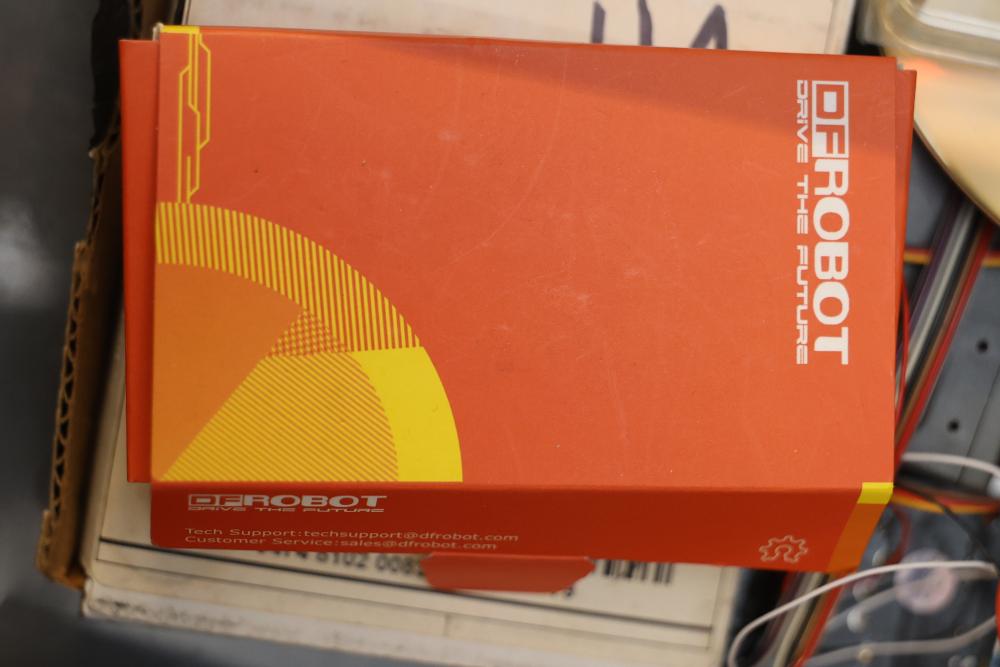 DFROBOT
DRIVE THE FUTURE
DFROBOT
DRIVE THE FUTURE
Tech Support:techsupport@dfrobot.com
Customer Service:sales@dfrobot.com